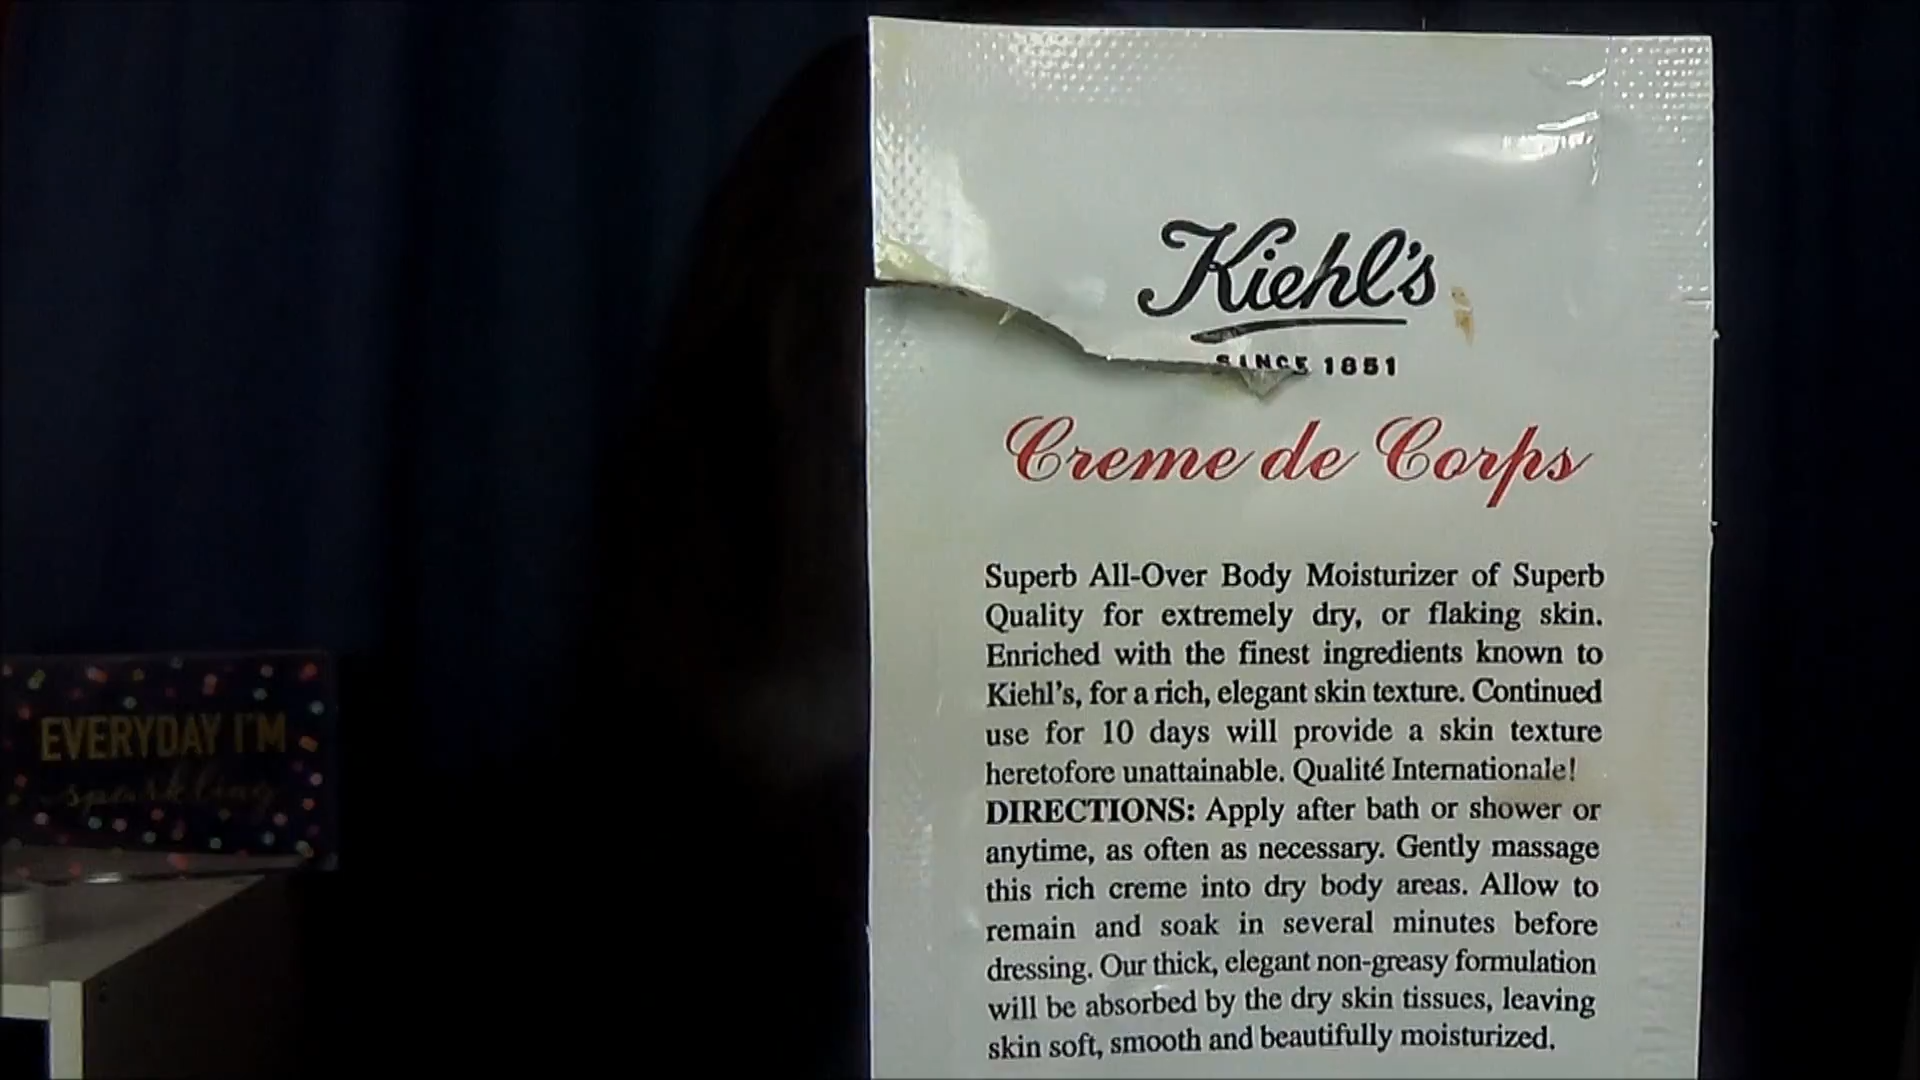 Kiehl's
SINCE 1851
Creme de Corps
Superb All-Over Body Moisturizer of Superb
Quality for extremely dry, or flaking skin.
Enriched with the finest ingredients known to
Kiehl's, for a rich, elegant skin texture. Continued
use for 10 days will provide a skin texture
heretofore unattainable. Qualité Internationale!
DIRECTIONS: Apply after bath or shower or
anytime, as often as necessary. Gently massage
this rich creme into dry body areas. Allow to
remain and soak in several minutes before
dressing. Our thick, elegant non-greasy formulation
will be absorbed by the dry skin tissues, leaving
skin soft, smooth and beautifully moisturized.
EVERYDAY I'M
sparkling